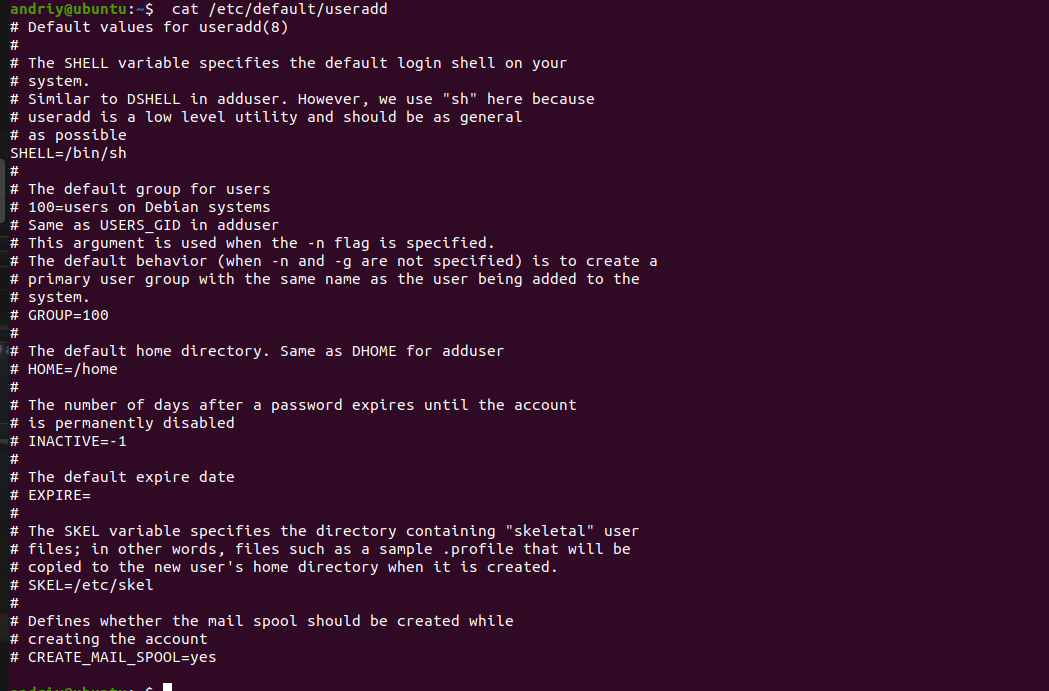 andriy@ubuntu:~$  cat /etc/default/useradd
# Default values for useradd(8)
#
# The SHELL variable specifies the default login shell on your
# system.
# Similar to DSHELL in adduser. However, we use "sh" here because
# useradd is a low level utility and should be as general
# as possible
SHELL=/bin/sh
#
# The default group for users
# 100=users on Debian systems
# Same as USERS_GID in adduser
# This argument is used when the -n flag is specified.
# The default behavior (when -n and -g are not specified) is to create a
# primary user group with the same name as the user being added to the
# system.
# GROUP=100
#
# The default home directory. Same as DHOME for adduser
# HOME=/home
#
# The number of days after a password expires until the account
# is permanently disabled
# INACTIVE=-1
#
# The default expire date
# EXPIRE=
#
# The SKEL variable specifies the directory containing "skeletal" user
# files; in other words, files such as a sample .profile that will be
# copied to the new user's home directory when it is created.
# SKEL=/etc/skel
#
# Defines whether the mail spool should be created while
# creating the account
# CREATE_MAIL_SPOOL=yes
andriy@ubuntu:~$